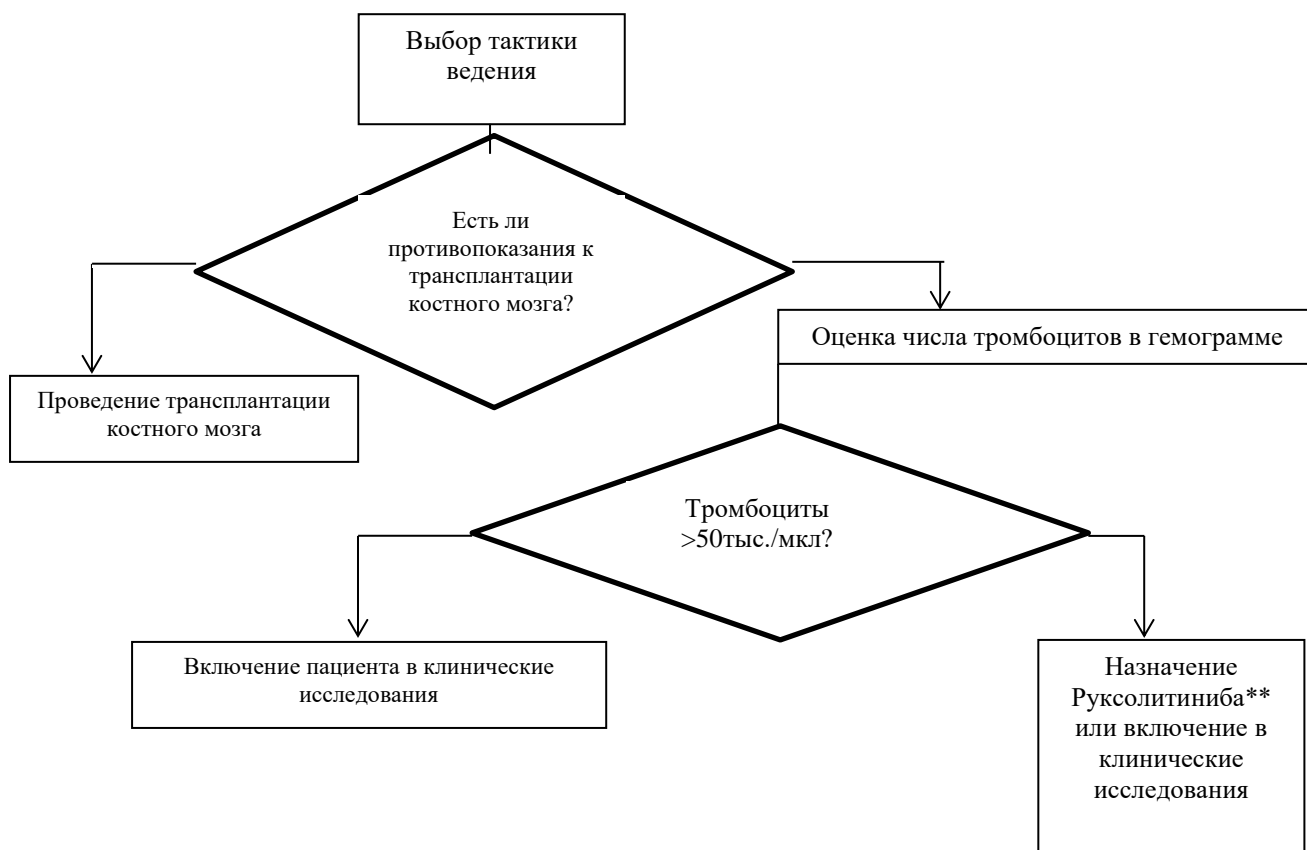 Выбор тактики
ведения
Есть ли
противопоказания к
трансплантации
костного мозга?
Оценка числа тромбоцитов в гемограмме
Проведение трансплантации
костного мозга
Тромбоциты
>50тыс./мкл?
Включение пациента в клинические
исследования
Назначение
Руксолитиниба**
или включение в
клинические
исследования